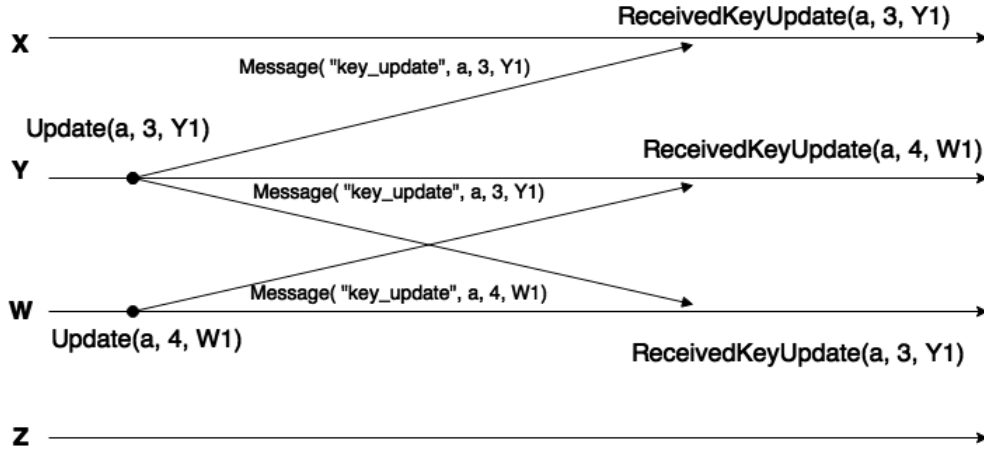 ReceivedKeyUpdate(a, 3, Y1)
X
Message( "key_update", a, 3, Y1)
Update(a, 3, Y1)
ReceivedKeyUpdate(a, 4, W1)
Y
Message( "key_update", a, 3, Y1)
Message( "key_update", a, 4, W1)
W
Update(a, 4, W1)
ReceivedKeyUpdate(a, 3, Y1)
Z